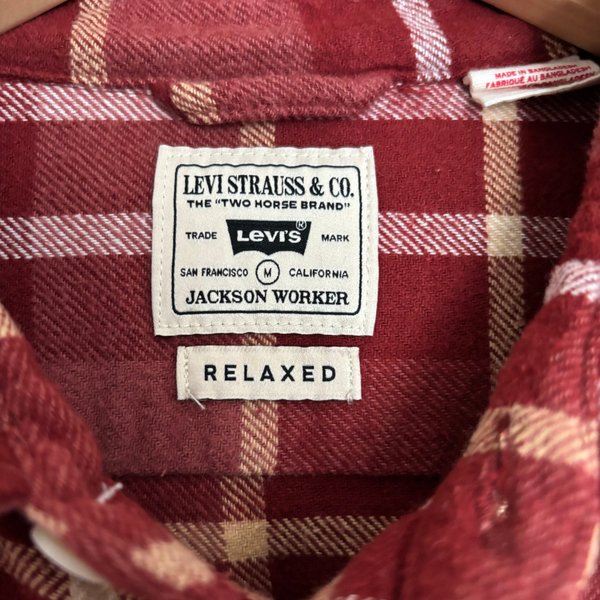 MADE IN BANGLADESH
FABRIQUÉ AU BANGLADESH
LEVI STRAUSS & CO.
THE "TWO HORSE BRAND"
TRADE LEVI'S ® MARK
SAN FRANCISCO M CALIFORNIA
JACKSON WORKER
RELAXED